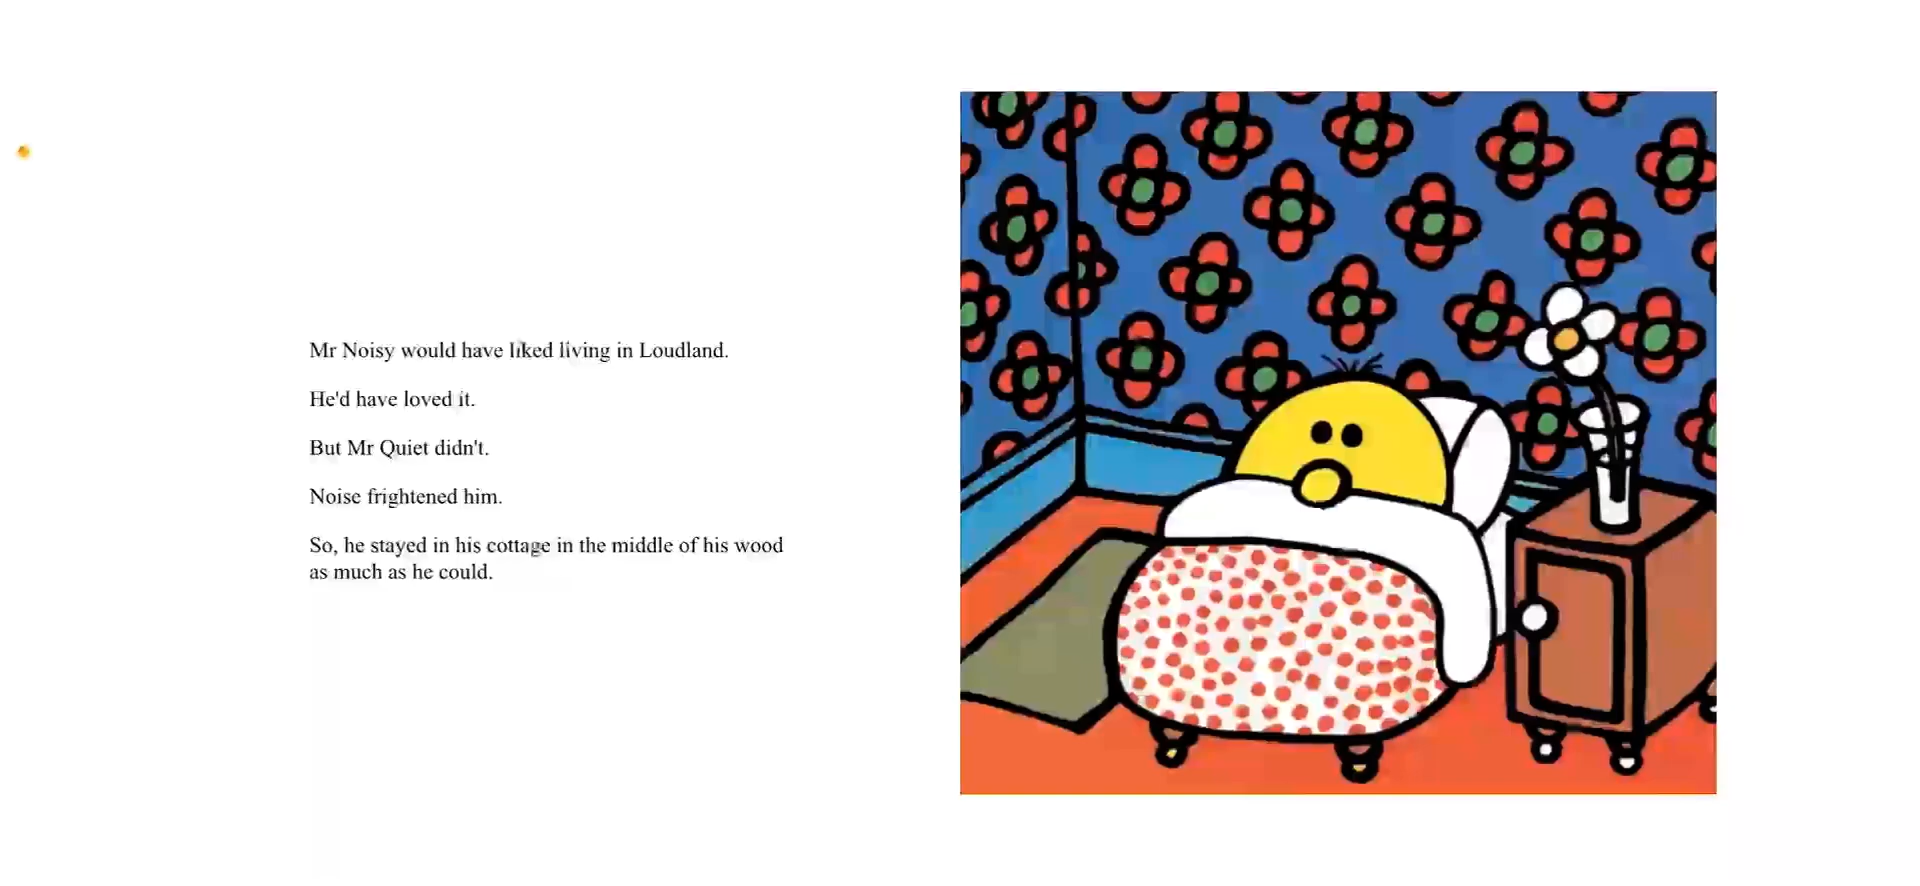 Mr Noisy would have liked living in Loudland.
He'd have loved it.
But Mr Quiet didn't.
Noise frightened him.
So, he stayed in his cottage in the middle of his wood
as much as he could.